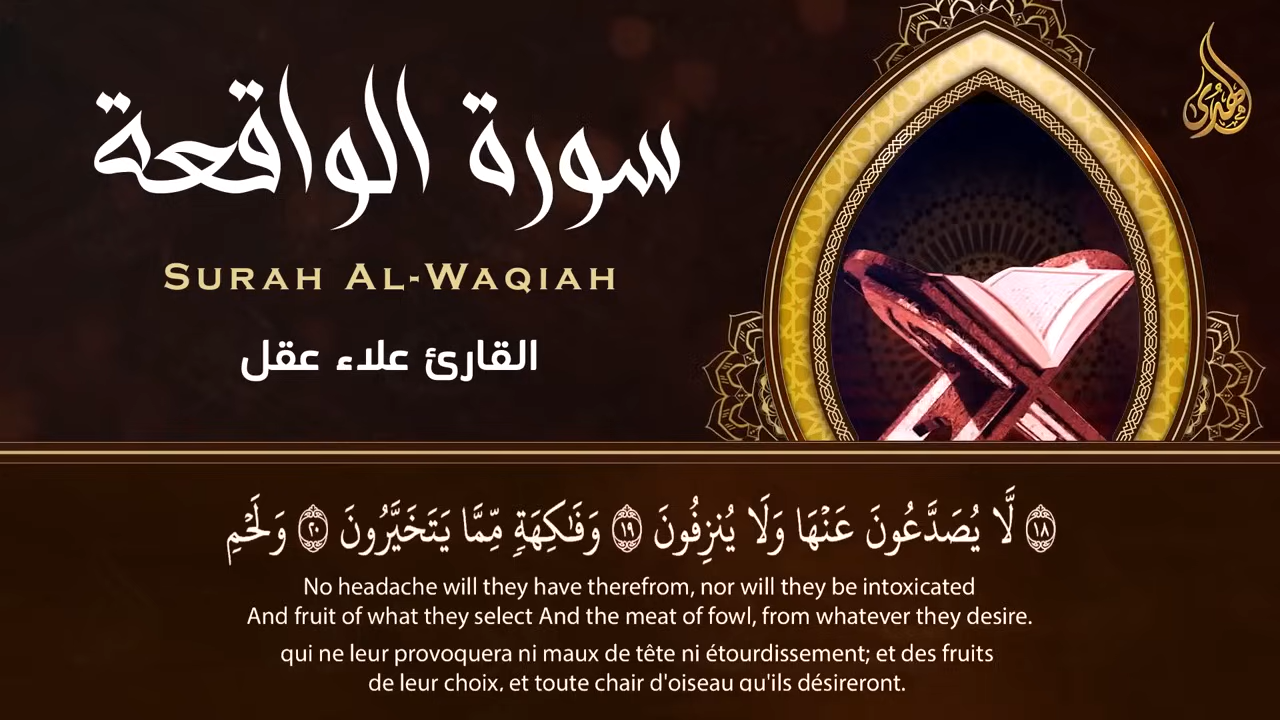 سورة الواقعة
SURAH AL-WAQIAH
القارئ علاء عقل
هدى
۝١٨ لَّا يُصَدَّعُونَ عَنْهَا وَلَا يُنزِفُونَ ۝١٩ وَفَٰكِهَةٍ مِّمَّا يَتَخَيَّرُونَ ۝٢٠ وَلَحْمِ
No headache will they have therefrom, nor will they be intoxicated
And fruit of what they select And the meat of fowl, from whatever they desire.
qui ne leur provoquera ni maux de tête ni étourdissement; et des fruits
de leur choix, et toute chair d'oiseau qu'ils désireront.